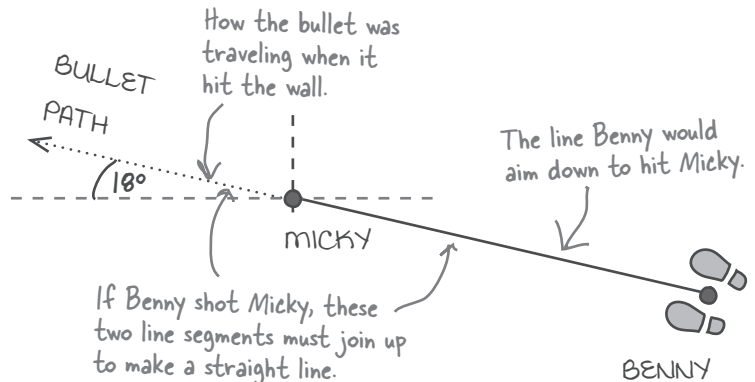 How the bullet was
traveling when it
hit the wall.
BULLET
PATH
The line Benny would
aim down to hit Micky.
18°
MICKY
If Benny shot Micky, these
two line segments must join up
to make a straight line.
BENNY